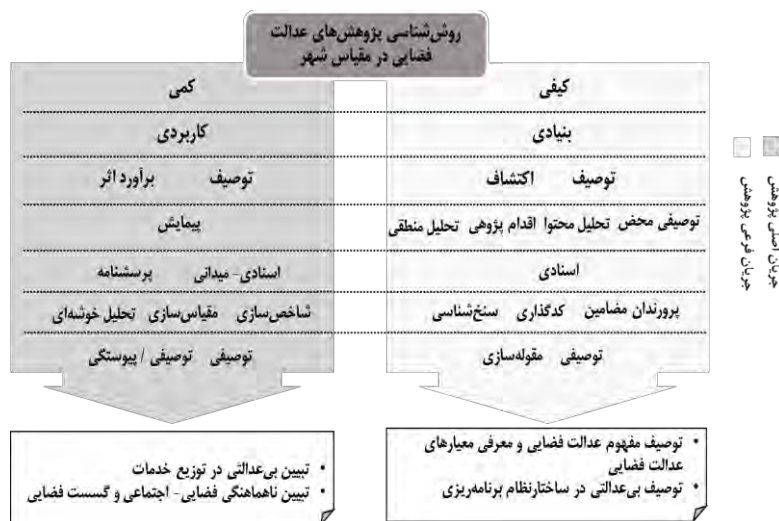 روش‌شناسی پژوهش‌های عدالت
فضایی در مقیاس شهر
کیفی
بنیادی
توصیف اکتشاف
توصیفی محض تحلیل محتوا اقدام پژوهی تحلیل منطقی
اسنادی
پرورندان مضامین کدگذاری سنخ‌شناسی
توصیفی مقوله‌سازی
• توصیف مفهوم عدالت فضایی و معرفی معیارهای
عدالت فضایی
• توصیف بی‌عدالتی در ساختارنظام برنامه‌ریزی
کمی
کاربردی
توصیف برآورد اثر
پیمایش
اسنادی- میدانی پرسشنامه
شاخص‌سازی مقیاس‌سازی تحلیل خوشه‌ای
توصیفی توصیفی / پیوستگی
• تبیین بی‌عدالتی در توزیع خدمات
• تبیین ناهماهنگی فضایی- اجتماعی و گسست فضایی
جریان اصلی پژوهش
جریان فرعی پژوهش